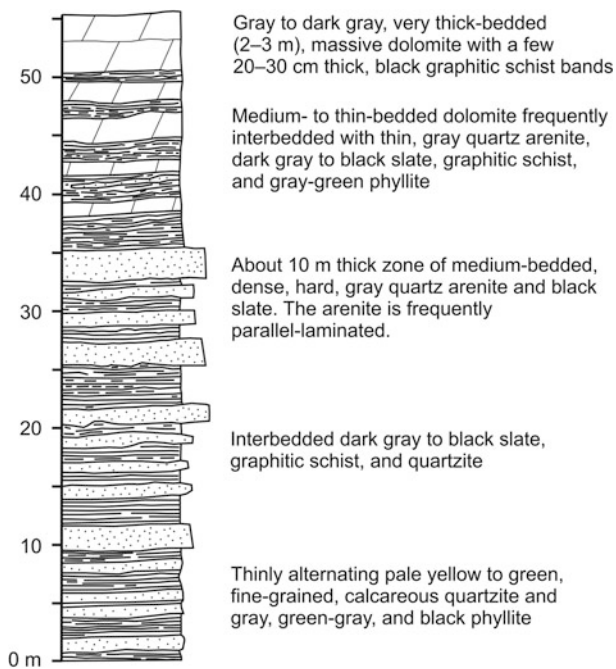 Gray to dark gray, very thick-bedded
(2–3 m), massive dolomite with a few
20–30 cm thick, black graphitic schist bands
50
Medium- to thin-bedded dolomite frequently
interbedded with thin, gray quartz arenite,
dark gray to black slate, graphitic schist,
and gray-green phyllite
40
About 10 m thick zone of medium-bedded,
dense, hard, gray quartz arenite and black
slate. The arenite is frequently
parallel-laminated.
30
20
Interbedded dark gray to black slate,
graphitic schist, and quartzite
10
Thinly alternating pale yellow to green,
fine-grained, calcareous quartzite and
gray, green-gray, and black phyllite
0 m